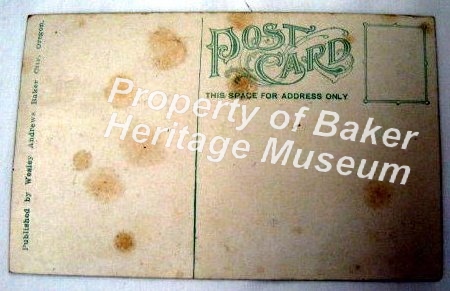 POST
CARD
THIS SPACE FOR ADDRESS ONLY
Published by Wesley Andrews Baker City, Oregon.
Property of Baker
Heritage Museum